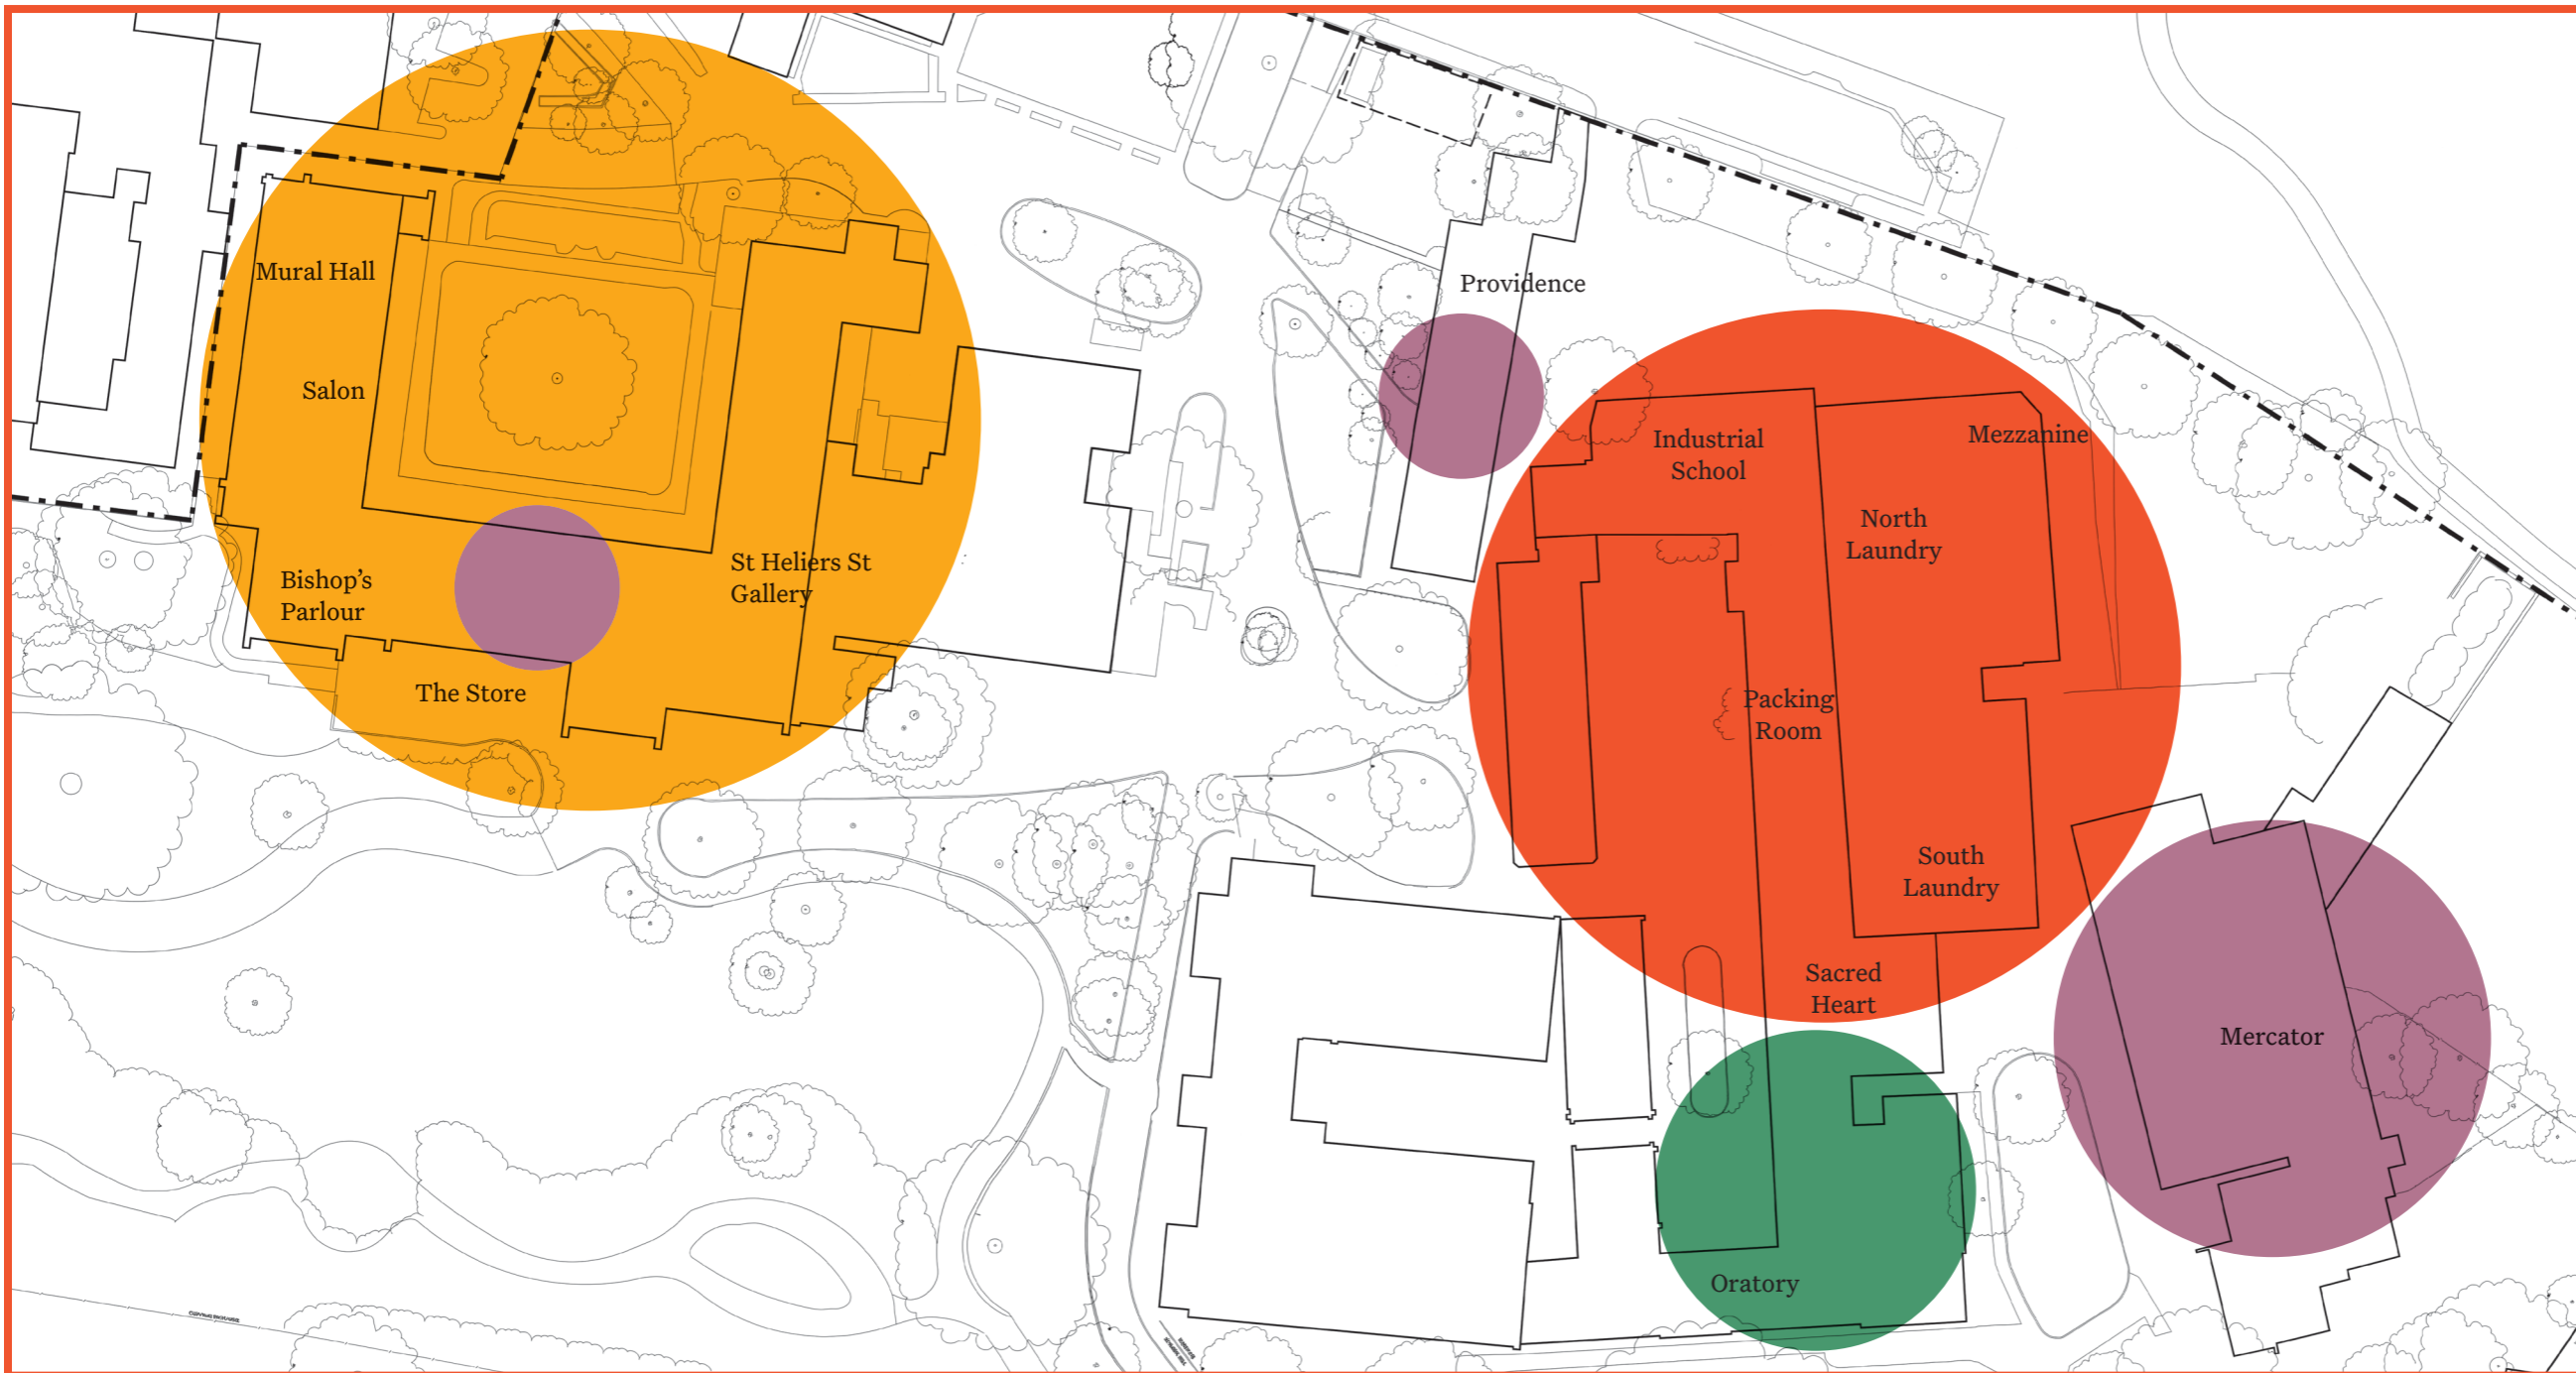 Mural Hall
Salon
Bishop’s
Parlour
The Store
St Heliers St
Gallery
Providence
Industrial
School
Mezzanine
North
Laundry
Packing
Room
South
Laundry
Sacred
Heart
Oratory
Mercator